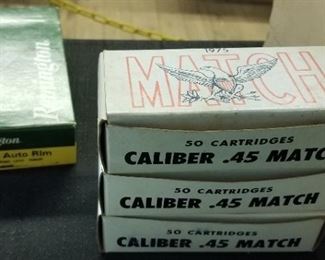 Remington
ngton
Auto Rim
1975
MATCH
50 CARTRIDGES
CALIBER .45 MATCH
50 CARTRIDGES
CALIBER .45 MATCH
50 CARTRIDGES
CALIBER .45 MATCH